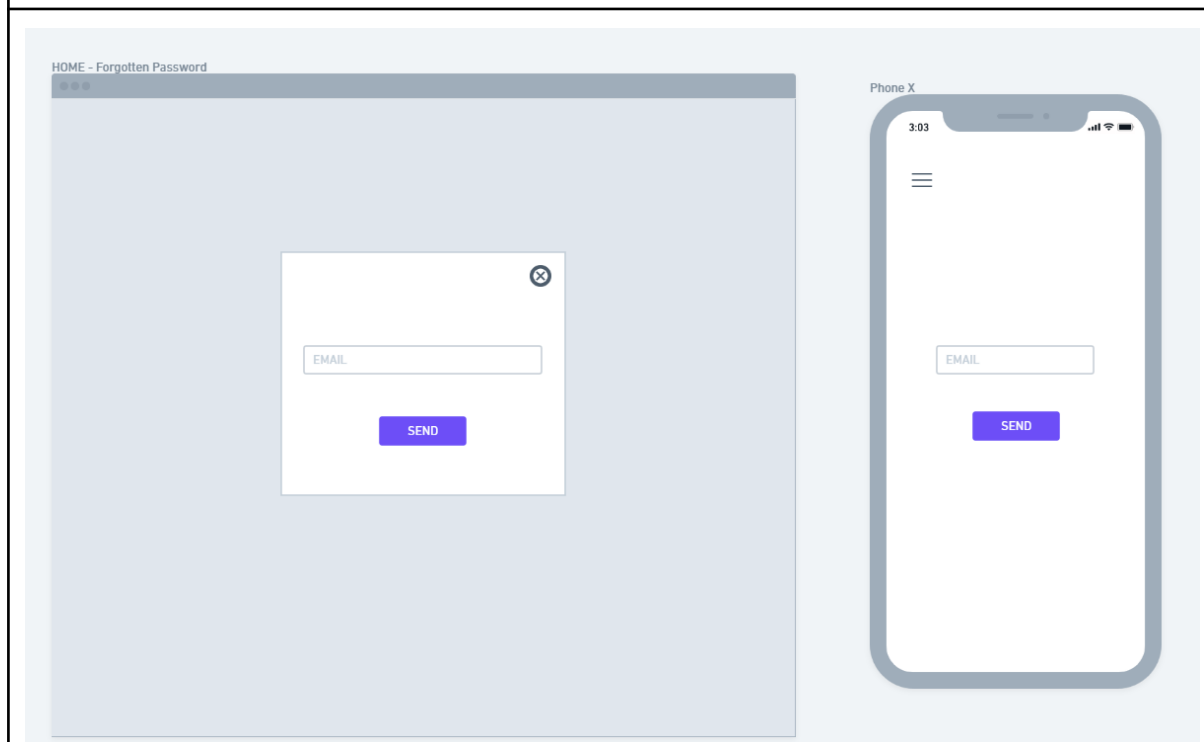 HOME - Forgotten Password
Phone X
3:03
EMAIL
SEND
EMAIL
SEND